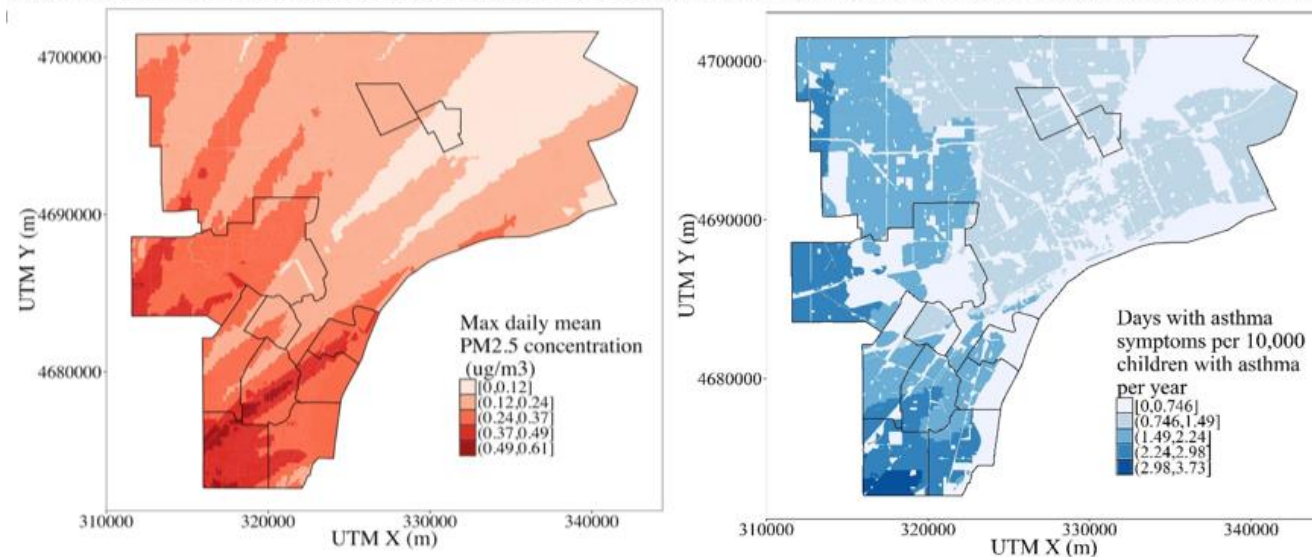 4700000
4690000
4680000
UTM Y (m)
310000 320000 330000 340000
UTM X (m)
Max daily mean
PM2.5 concentration
(ug/m3)
[0,0.12]
(0.12,0.24]
(0.24,0.37]
(0.37,0.49]
(0.49,0.61]
4700000
4690000
4680000
UTM Y (m)
310000 320000 330000 340000
UTM X (m)
Days with asthma
symptoms per 10,000
children with asthma
per year
[0,0.746]
(0.746,1.49]
(1.49,2.24]
(2.24,2.98]
(2.98,3.73]